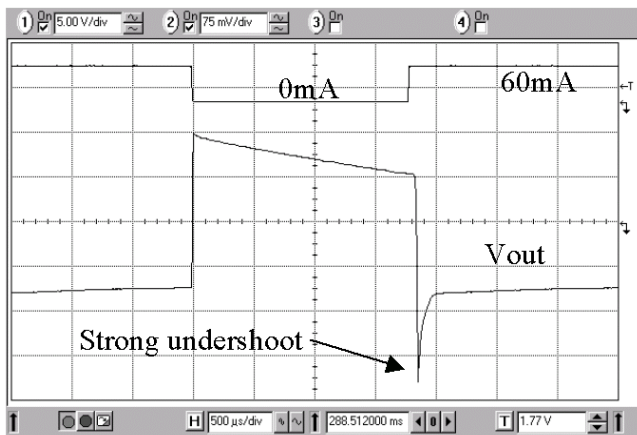 1 On 5.00 V/div 2 On 75 mV/div 3 On 4 On
0mA 60mA
T
Vout
Strong undershoot
H 500 µs/div 288.512000 ms 0 T 1.77 V